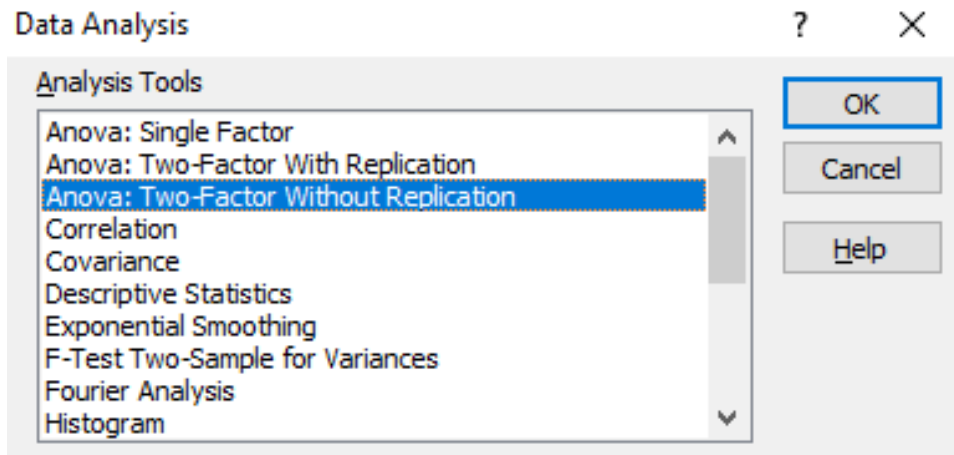 Data Analysis
?
Analysis Tools
Anova: Single Factor
Anova: Two-Factor With Replication
Anova: Two-Factor Without Replication
Correlation
Covariance
Descriptive Statistics
Exponential Smoothing
F-Test Two-Sample for Variances
Fourier Analysis
Histogram
OK
Cancel
Help